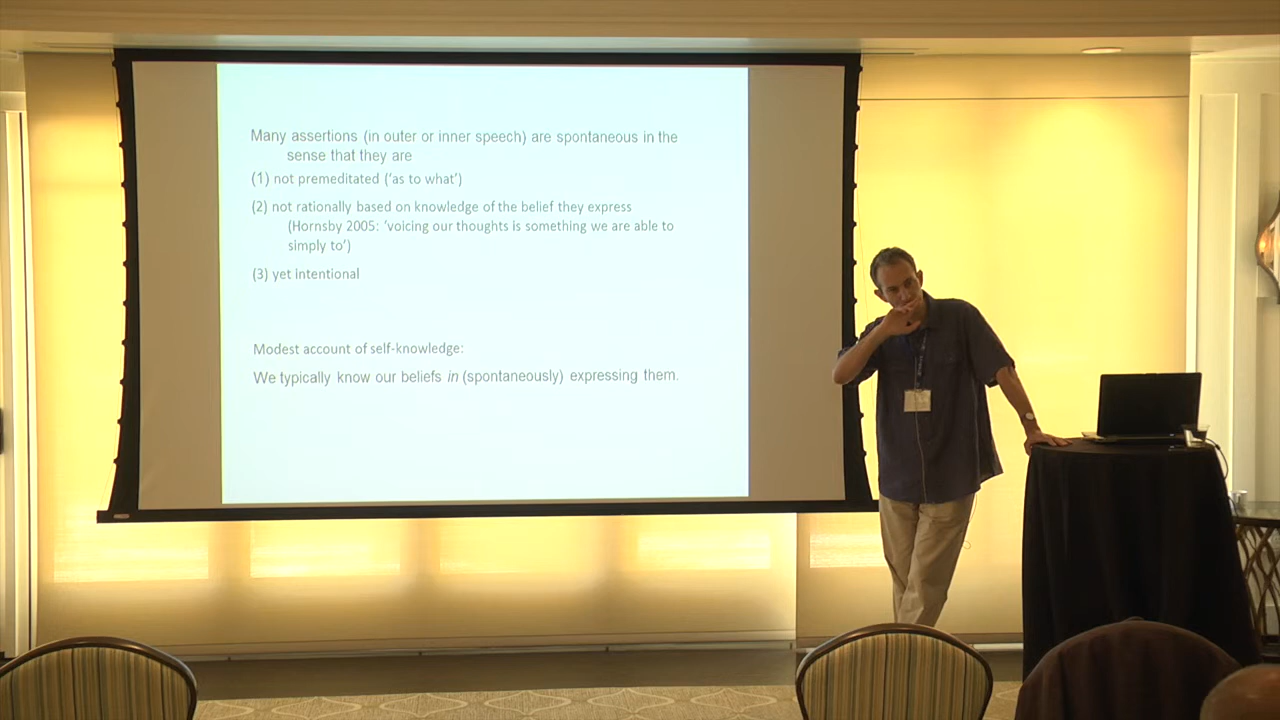 Many assertions (in outer or inner speech) are spontaneous in the
sense that they are
(1) not premeditated ('as to what')
(2) not rationally based on knowledge of the belief they express
(Hornsby 2005: 'voicing our thoughts is something we are able to
simply to')
(3) yet intentional
Modest account of self-knowledge:
We typically know our beliefs in (spontaneously) expressing them.